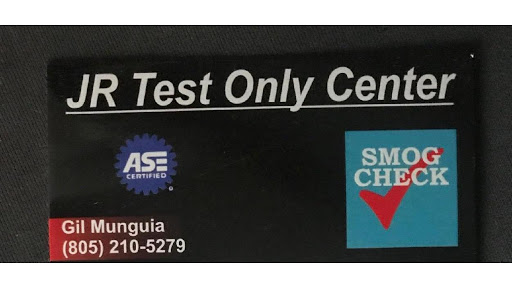 JR Test Only Center
ASE
CERTIFIED
SMOG
CHECK
Gil Munguia
(805) 210-5279